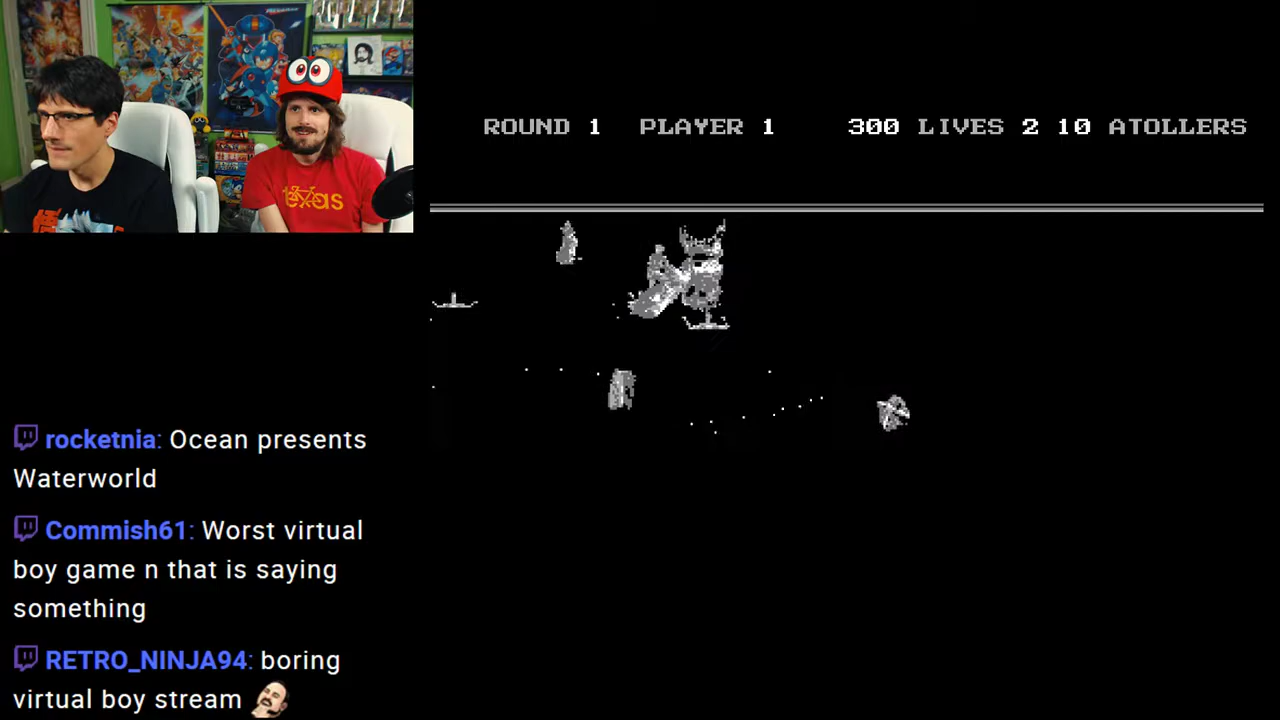 ROUND 1 PLAYER 1 300 LIVES 2 10 ATOLLERS
texas
rocketnia: Ocean presents
Waterworld
Commish61: Worst virtual
boy game n that is saying
something
RETRO_NINJA94: boring
virtual boy stream